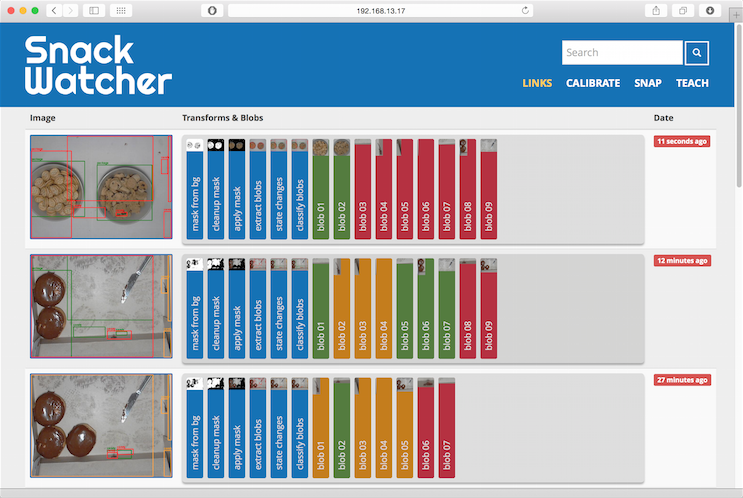 192.168.13.17
Snack
Watcher
Search
LINKS CALIBRATE SNAP TEACH
Image Transforms & Blobs Date
mask from bg
cleanup mask
apply mask
extract blobs
state changes
classify blobs
blob 01
blob 02
blob 03
blob 04
blob 05
blob 06
blob 07
blob 08
blob 09
11 seconds ago
mask from bg
cleanup mask
apply mask
extract blobs
state changes
classify blobs
blob 01
blob 02
blob 03
blob 04
blob 05
blob 06
blob 07
blob 08
blob 09
12 minutes ago
mask from bg
cleanup mask
apply mask
extract blobs
state changes
classify blobs
blob 01
blob 02
blob 03
blob 04
blob 05
blob 06
blob 07
27 minutes ago